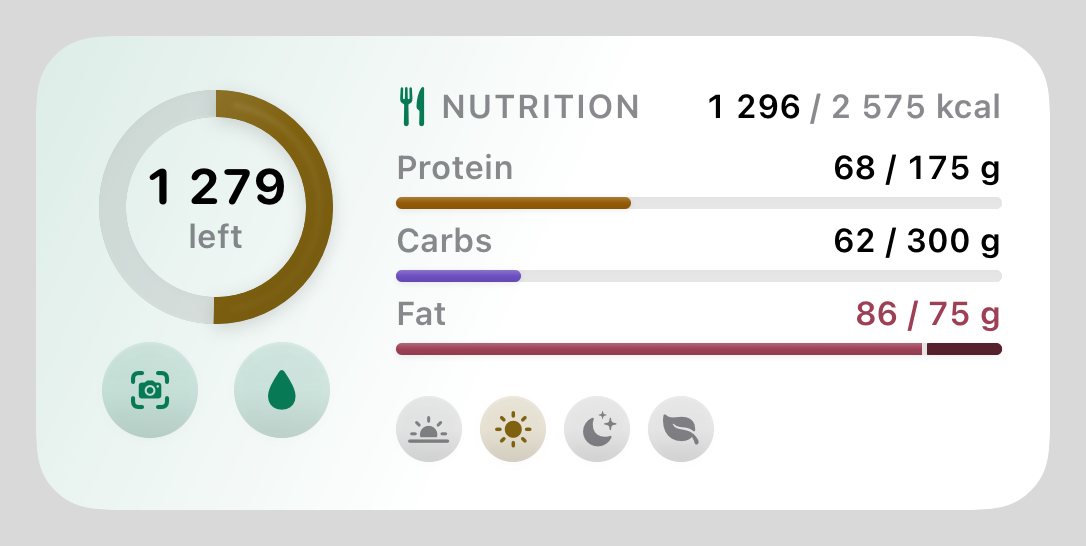 1 279
left
NUTRITION 1 296 / 2 575 kcal
Protein 68 / 175 g
Carbs 62 / 300 g
Fat 86 / 75 g